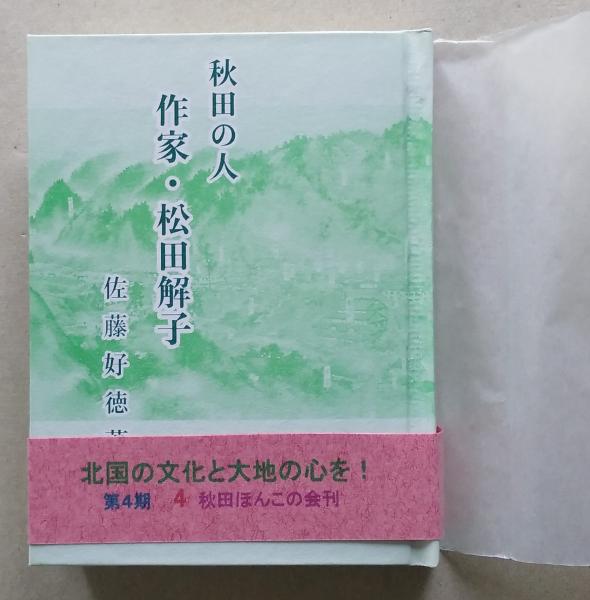 秋田の人
作家・松田解子
佐藤好徳
北国の文化と大地の心を!
第4期 4 秋田ほんこの会刊